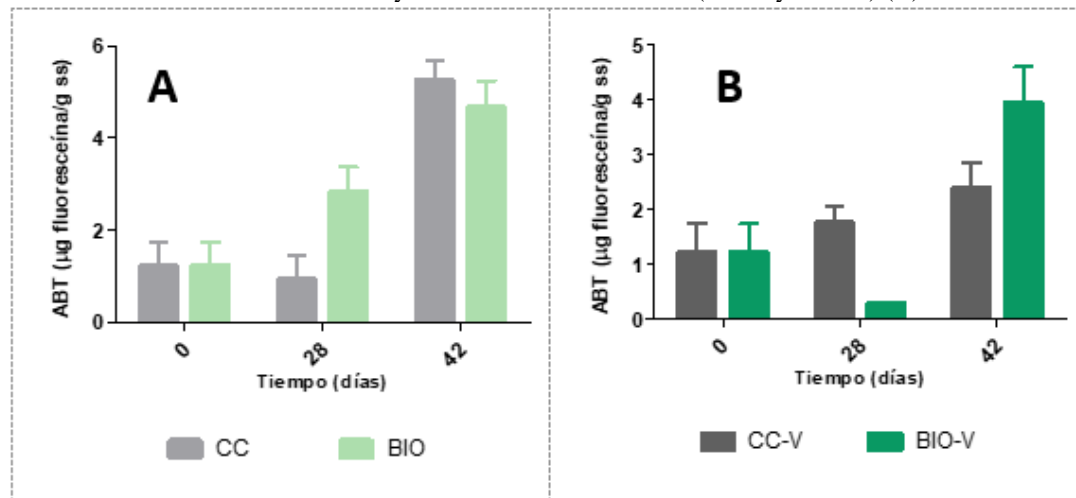 A
ABT (µg fluoresceína/g ss)
6
4
2
0
0
28
42
Tiempo (días)
CC
BIO
B
ABT (µg fluoresceína/g ss)
5
4
3
2
1
0
0
28
42
Tiempo (días)
CC-V
BIO-V